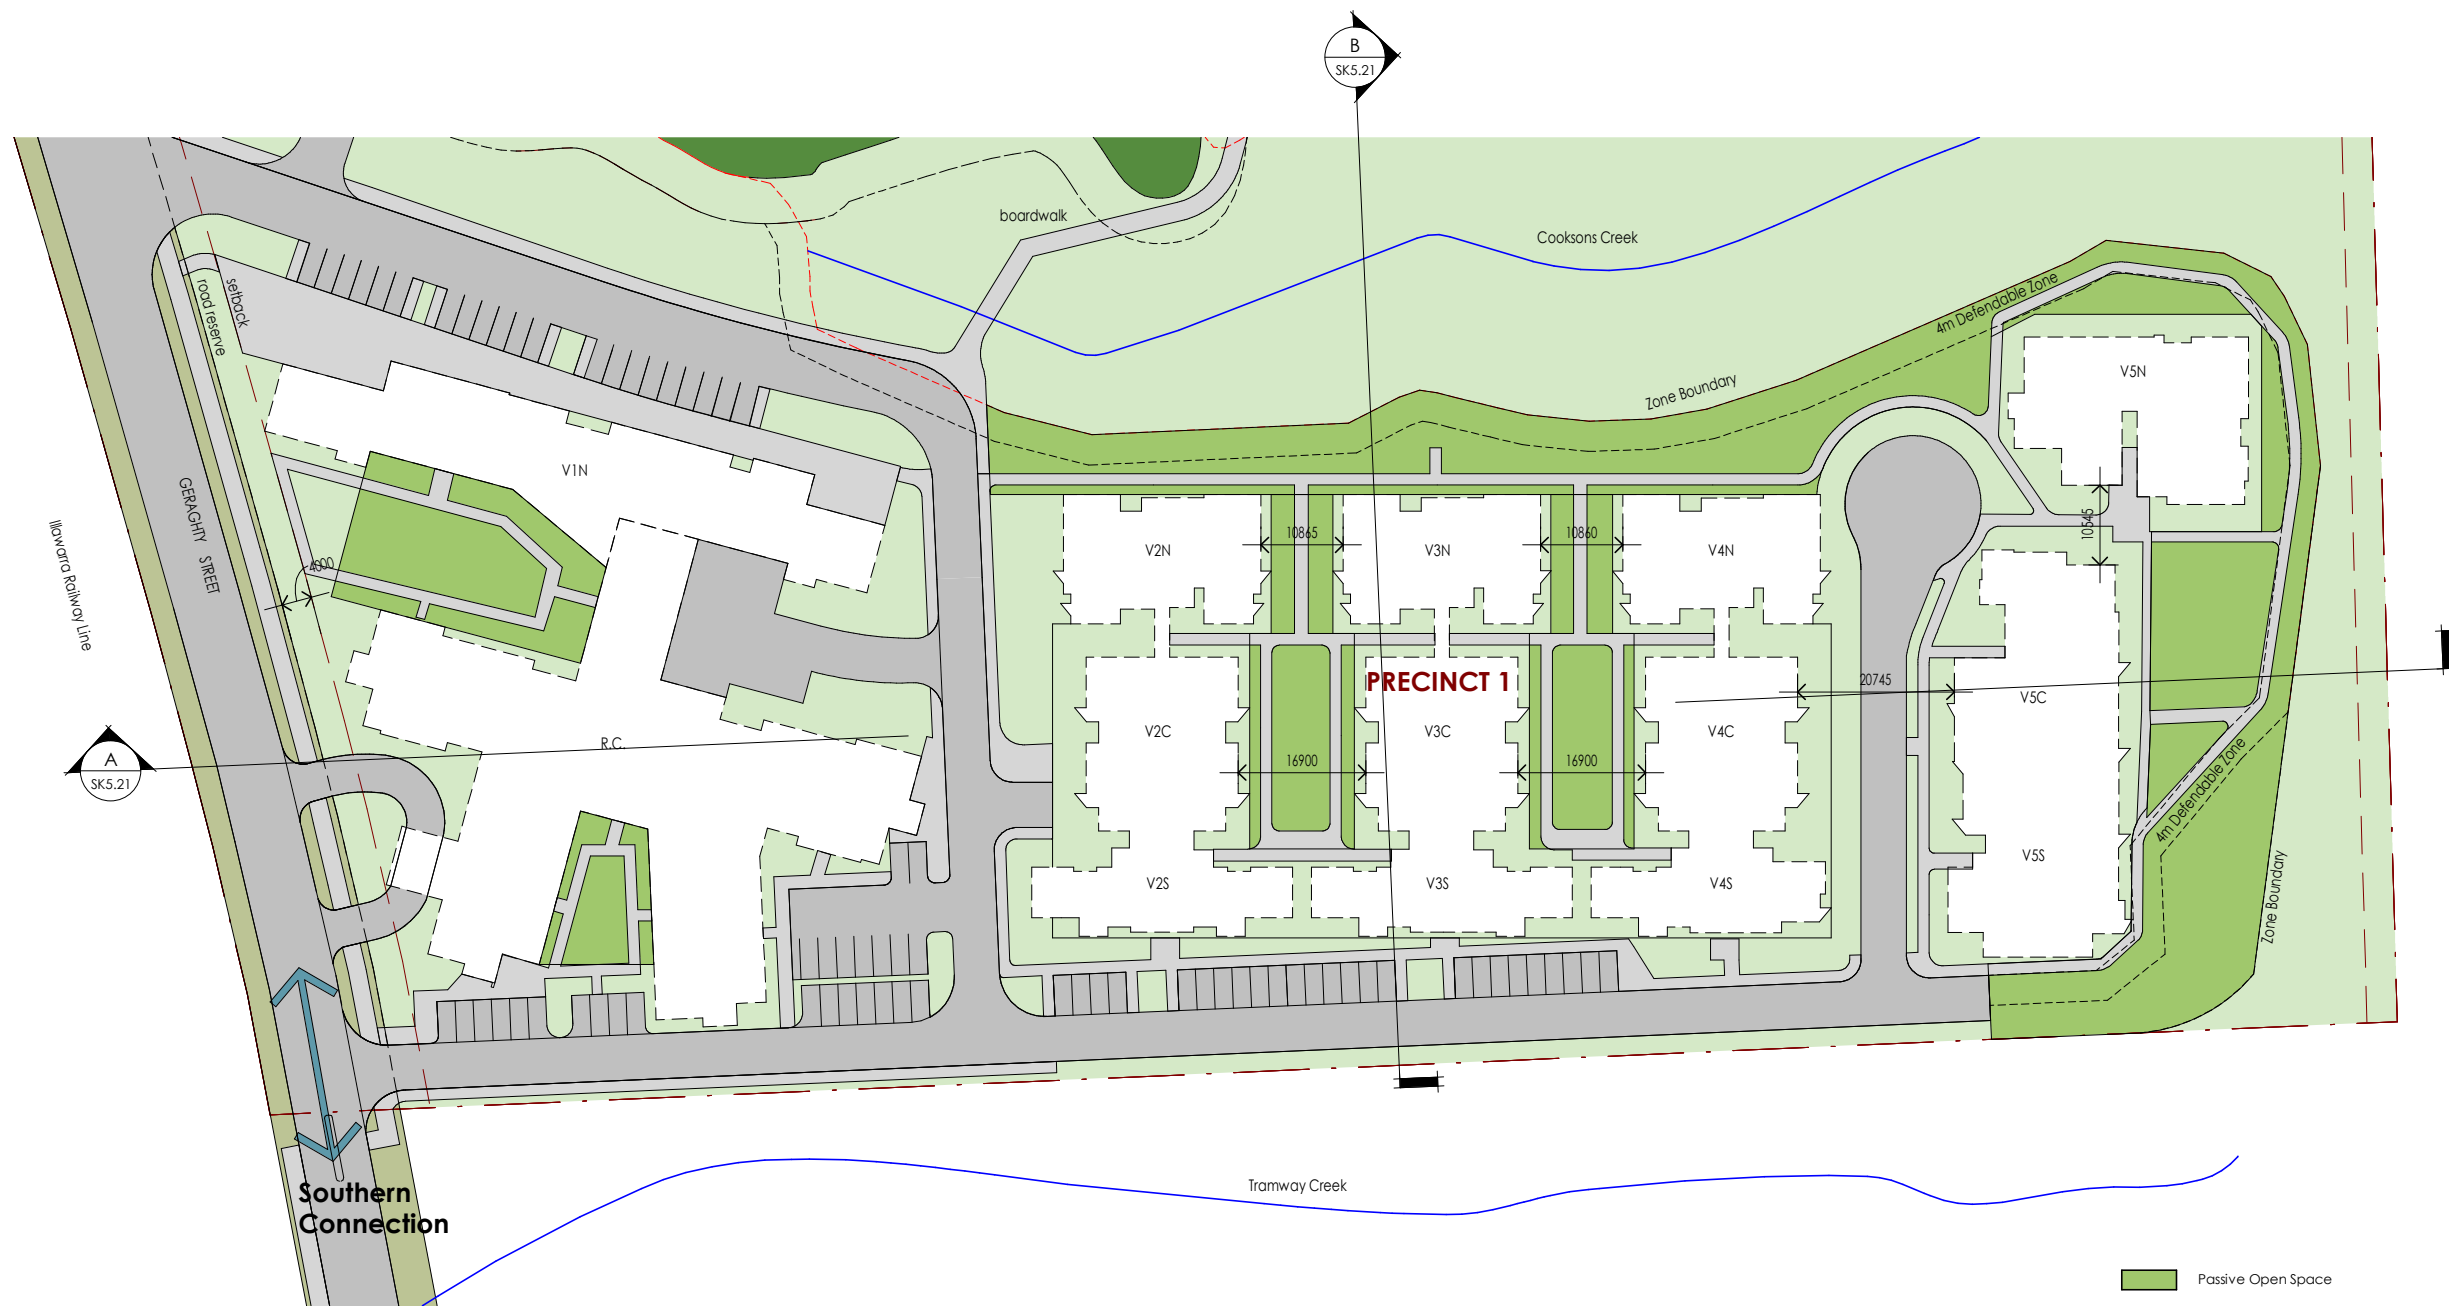 B
SK5.21
boardwalk
Cooksons Creek
4m Defendable Zone
setback
road reserve
Zone Boundary
V5N
V1N
GERAGHTY STREET
Illawarra Railway Line
4000
10865
10860
10545
V2N
V3N
V4N
PRECINCT 1
20745
V5C
V2C
V3C
V4C
R.C.
A
SK5.21
16900
16900
4m Defendable Zone
V5S
V2S
V3S
V4S
Zone Boundary
Southern
Connection
Tramway Creek
Passive Open Space